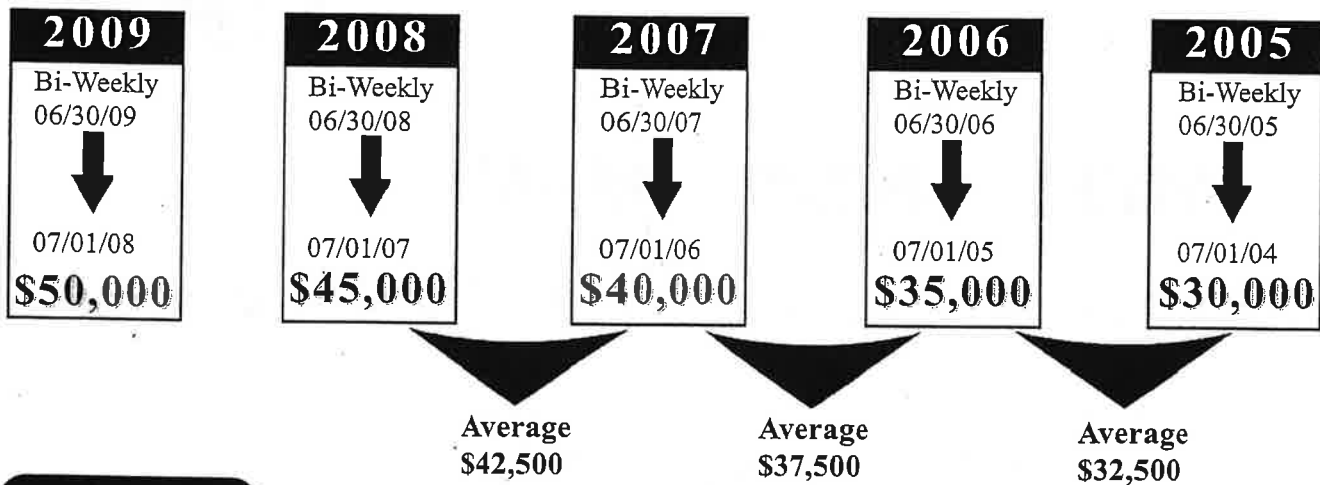 2009
Bi-Weekly
06/30/09
07/01/08
$50,000
2008
Bi-Weekly
06/30/08
07/01/07
$45,000
2007
Bi-Weekly
06/30/07
07/01/06
$40,000
2006
Bi-Weekly
06/30/06
07/01/05
$35,000
2005
Bi-Weekly
06/30/05
07/01/04
$30,000
Average
$42,500
Average
$37,500
Average
$32,500